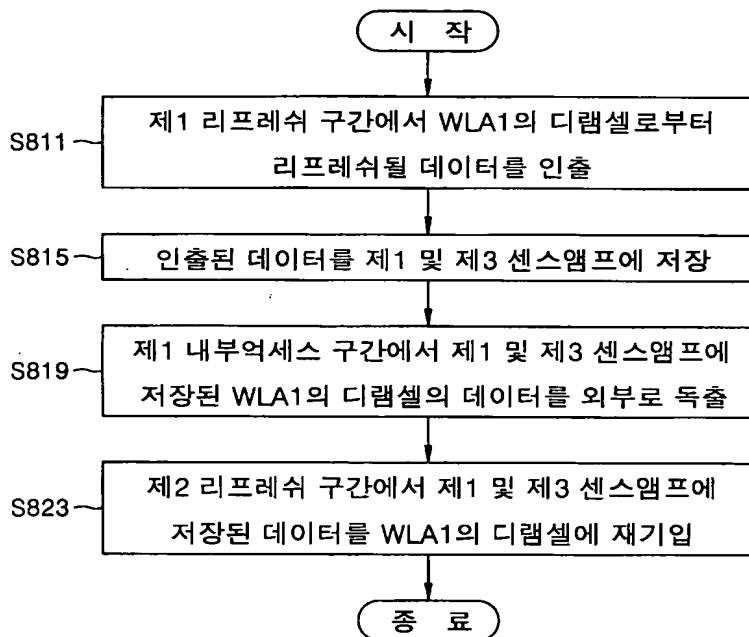 시 작
S811
제1 리프레쉬 구간에서 WLA1의 디램셀로부터
리프레쉬될 데이터를 인출
S815
인출된 데이터를 제1 및 제3 센스앰프에 저장
S819
제1 내부억세스 구간에서 제1 및 제3 센스앰프에
저장된 WLA1의 디램셀의 데이터를 외부로 독출
S823
제2 리프레쉬 구간에서 제1 및 제3 센스앰프에
저장된 데이터를 WLA1의 디램셀에 재기입
종 료